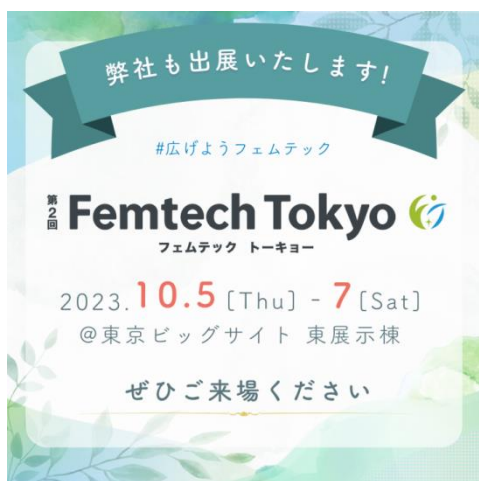 弊社も出展いたします!
#広げようフェムテック
第2回 Femtech Tokyo
フェムテック トーキョー
2023.10.5[Thu] - 7[Sat]
@東京ビッグサイト 東展示棟
ぜひご来場ください